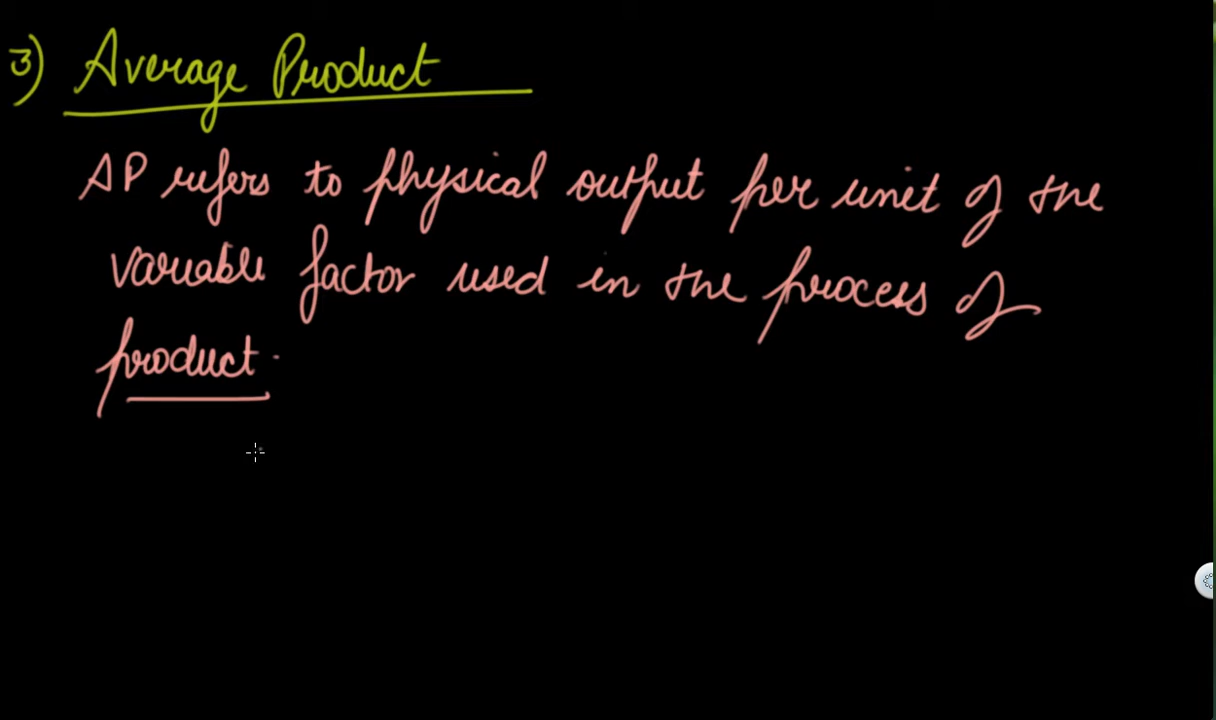 3) Average Product
AP refers to physical output per unit of the
variable factor used in the process of
product.